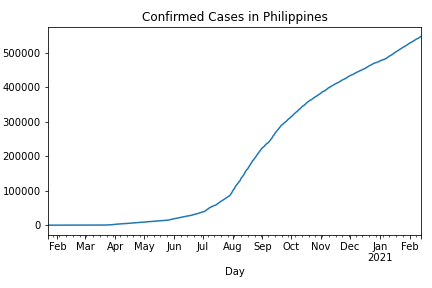 Confirmed Cases in Philippines
500000
400000
300000
200000
100000
0
Feb Mar Apr May Jun Jul Aug Sep Oct Nov Dec Jan Feb
2021
Day